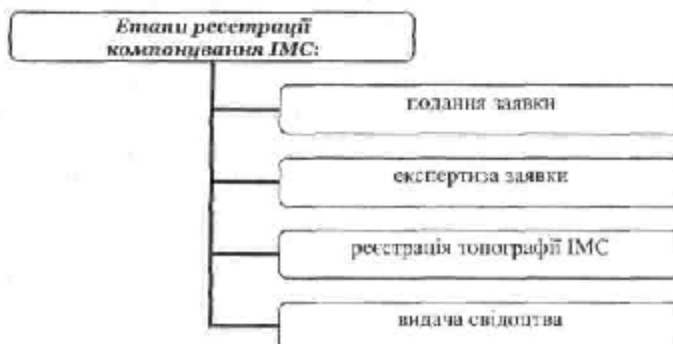 Етапи реєстрації
компонування ІМС:
подання заявки
експертиза заявки
реєстрація топографії ІМС
видача свідоцтва